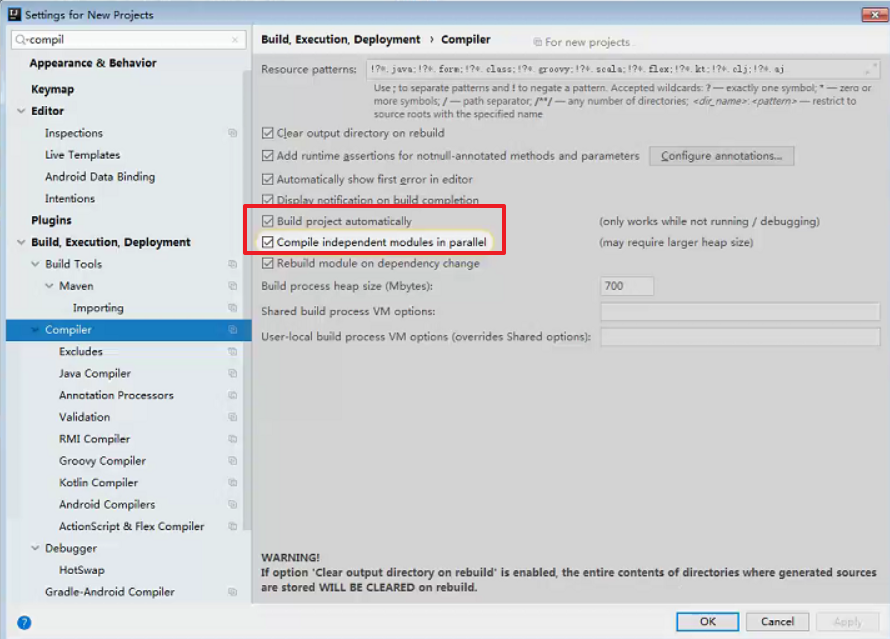 Settings for New Projects
compil
Appearance & Behavior
Keymap
Editor
Inspections
Live Templates
Android Data Binding
Intentions
Plugins
Build, Execution, Deployment
Build Tools
Maven
Importing
Compiler
Excludes
Java Compiler
Annotation Processors
Validation
RMI Compiler
Groovy Compiler
Kotlin Compiler
Android Compilers
ActionScript & Flex Compiler
Debugger
HotSwap
Gradle-Android Compiler
Build, Execution, Deployment › Compiler
For new projects
Resource patterns: !?*.java;!?*.form;!?*.class;!?*.groovy;!?*.scala;!?*.flex;!?*.kt;!?*.clj;!?*.aj
Use ; to separate patterns and ! to negate a pattern. Accepted wildcards: ? — exactly one symbol; * — zero or
more symbols; / — path separator; /**/ — any number of directories; <dir_name>: <pattern> — restrict to
source roots with the specified name
Clear output directory on rebuild
Add runtime assertions for notnull-annotated methods and parameters Configure annotations...
Automatically show first error in editor
Display notification on build completion
Build project automatically (only works while not running / debugging)
Compile independent modules in parallel (may require larger heap size)
Rebuild module on dependency change
Build process heap size (Mbytes): 700
Shared build process VM options:
User-local build process VM options (overrides Shared options):
WARNING!
If option 'Clear output directory on rebuild' is enabled, the entire contents of directories where generated sources
are stored WILL BE CLEARED on rebuild.
?
OK Cancel Apply